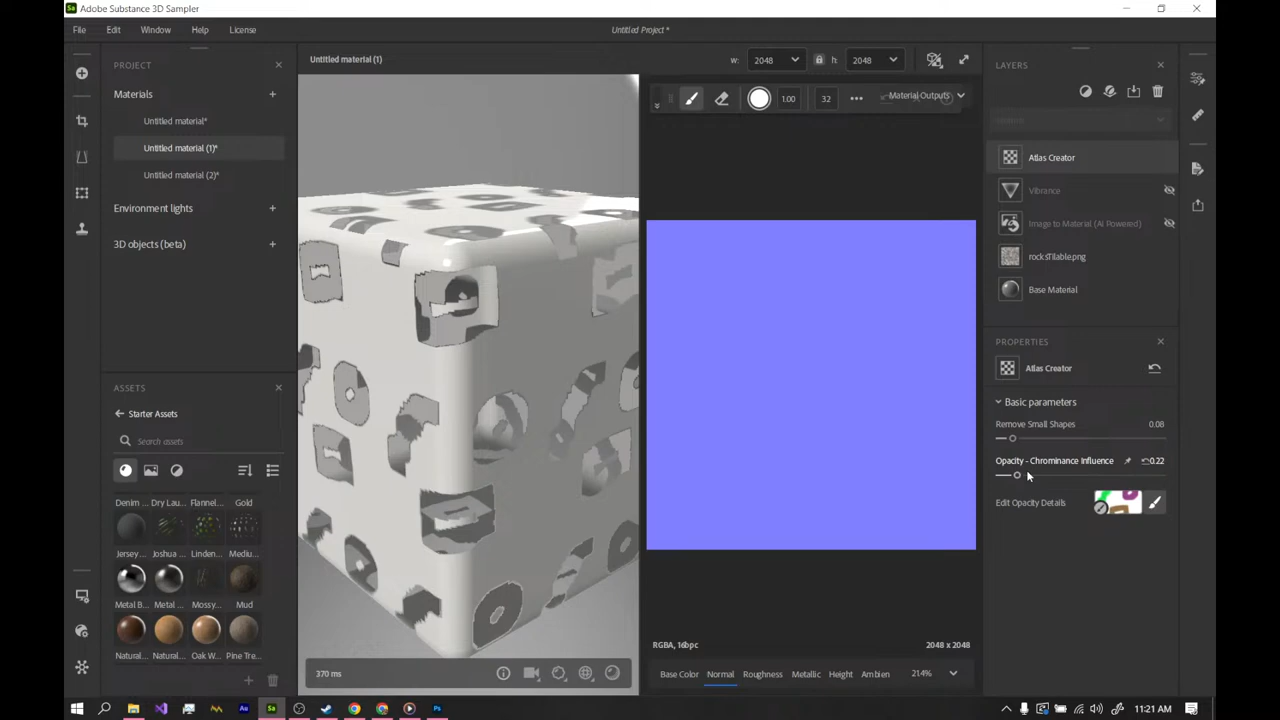 Sa Adobe Substance 3D Sampler
File Edit Window Help License
Untitled Project *
PROJECT
Materials
Untitled material*
Untitled material (1)*
Untitled material (2)*
Environment lights
3D objects (beta)
ASSETS
Starter Assets
Search assets
Denim ... Dry Lau... Flannel... Gold
Jersey ... Joshua ... Linden... Mediu...
Metal B... Metal ... Mossy... Mud
Natural... Natural... Oak W... Pine Tre...
Untitled material (1)
w: 2048 h: 2048
1.00 32 Material Outputs
370 ms
RGBA, 16bpc 2048 x 2048
Base Color Normal Roughness Metallic Height Ambien 21.4%
LAYERS
Atlas Creator
Vibrance
Image to Material (AI Powered)
rocksTilable.png
Base Material
PROPERTIES
Atlas Creator
Basic parameters
Remove Small Shapes 0.08
Opacity - Chrominance Influence 0.22
Edit Opacity Details
Au Sa Ps
11:21 AM